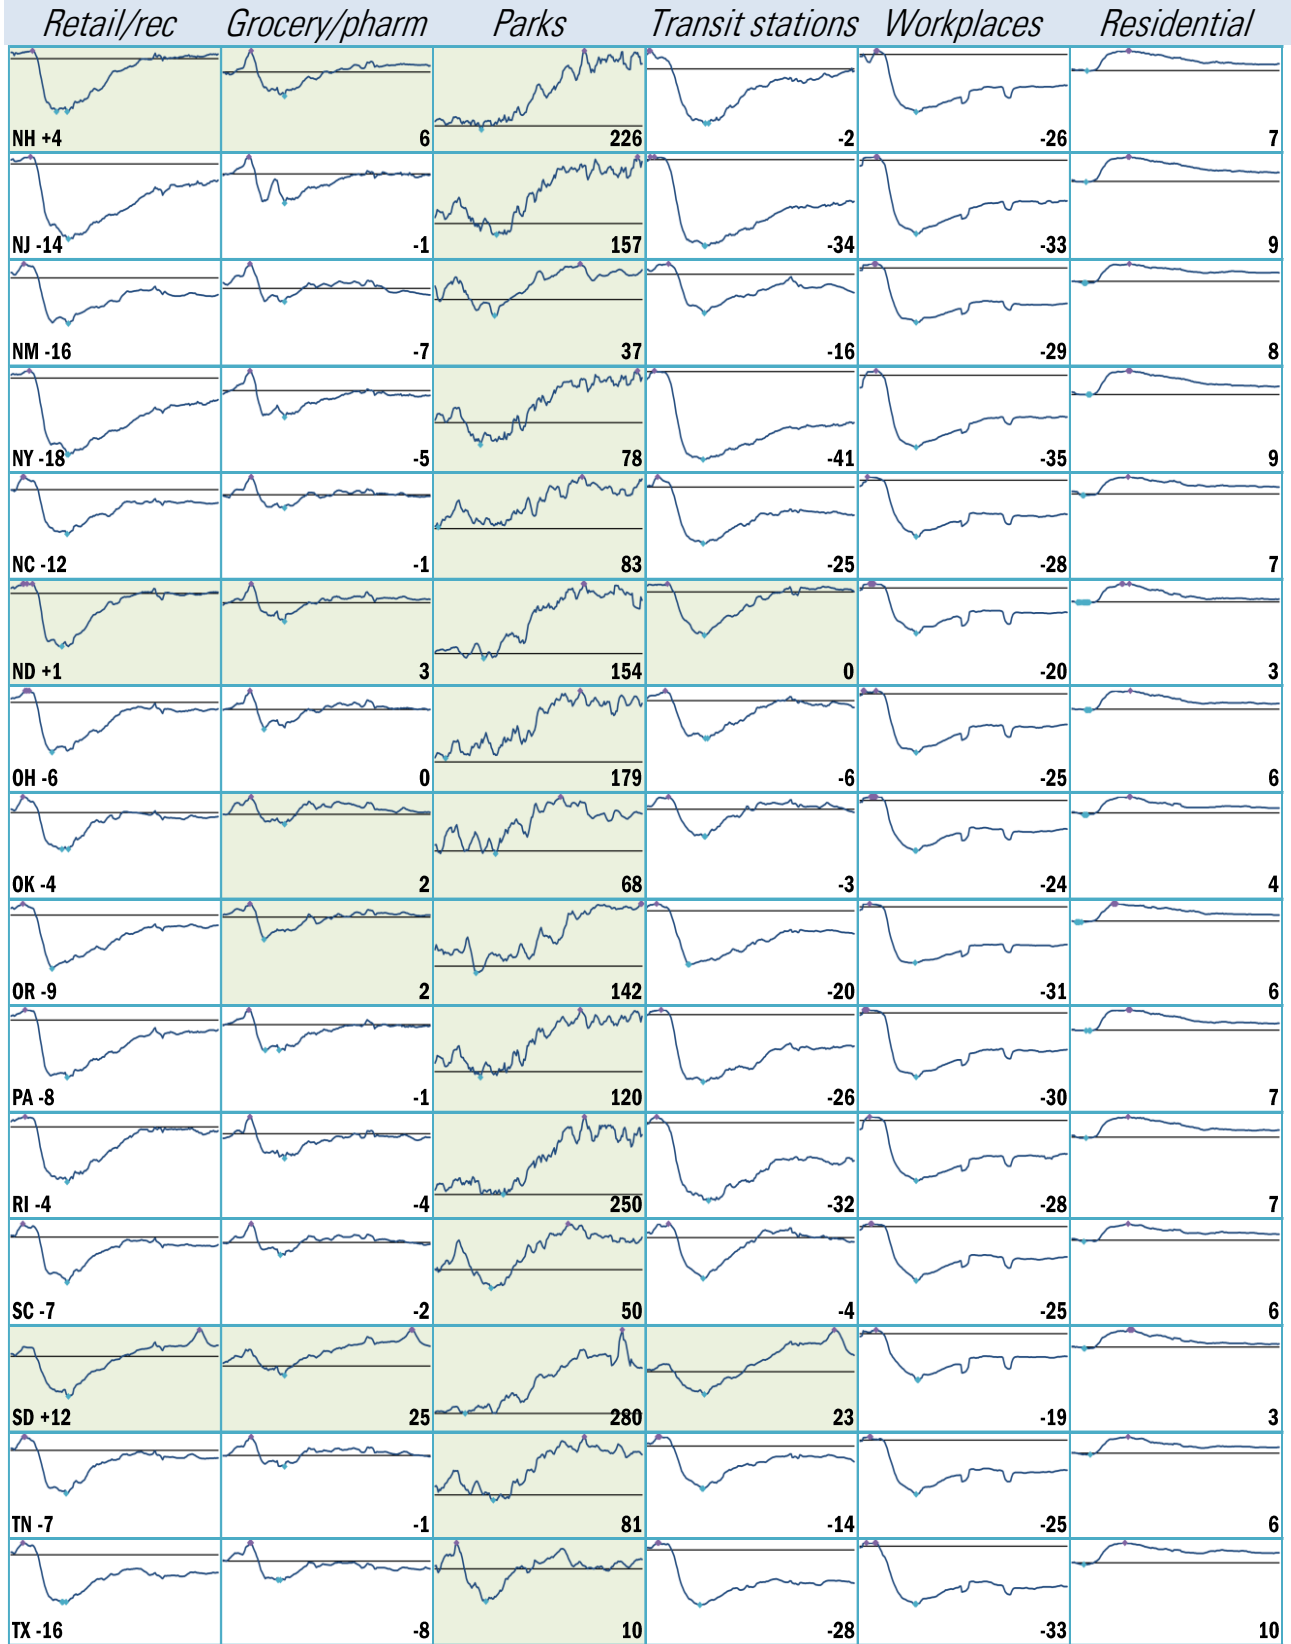 Retail/rec Grocery/pharm Parks Transit stations Workplaces Residential
NH +4 6 226 -2 -26 7
NJ -14 -1 157 -34 -33 9
NM -16 -7 37 -16 -29 8
NY -18 -5 78 -41 -35 9
NC -12 -1 83 -25 -28 7
ND +1 3 154 0 -20 3
OH -6 0 179 -6 -25 6
OK -4 2 68 -3 -24 4
OR -9 2 142 -20 -31 6
PA -8 -1 120 -26 -30 7
RI -4 -4 250 -32 -28 7
SC -7 -2 50 -4 -25 6
SD +12 25 280 23 -19 3
TN -7 -1 81 -14 -25 6
TX -16 -8 10 -28 -33 10